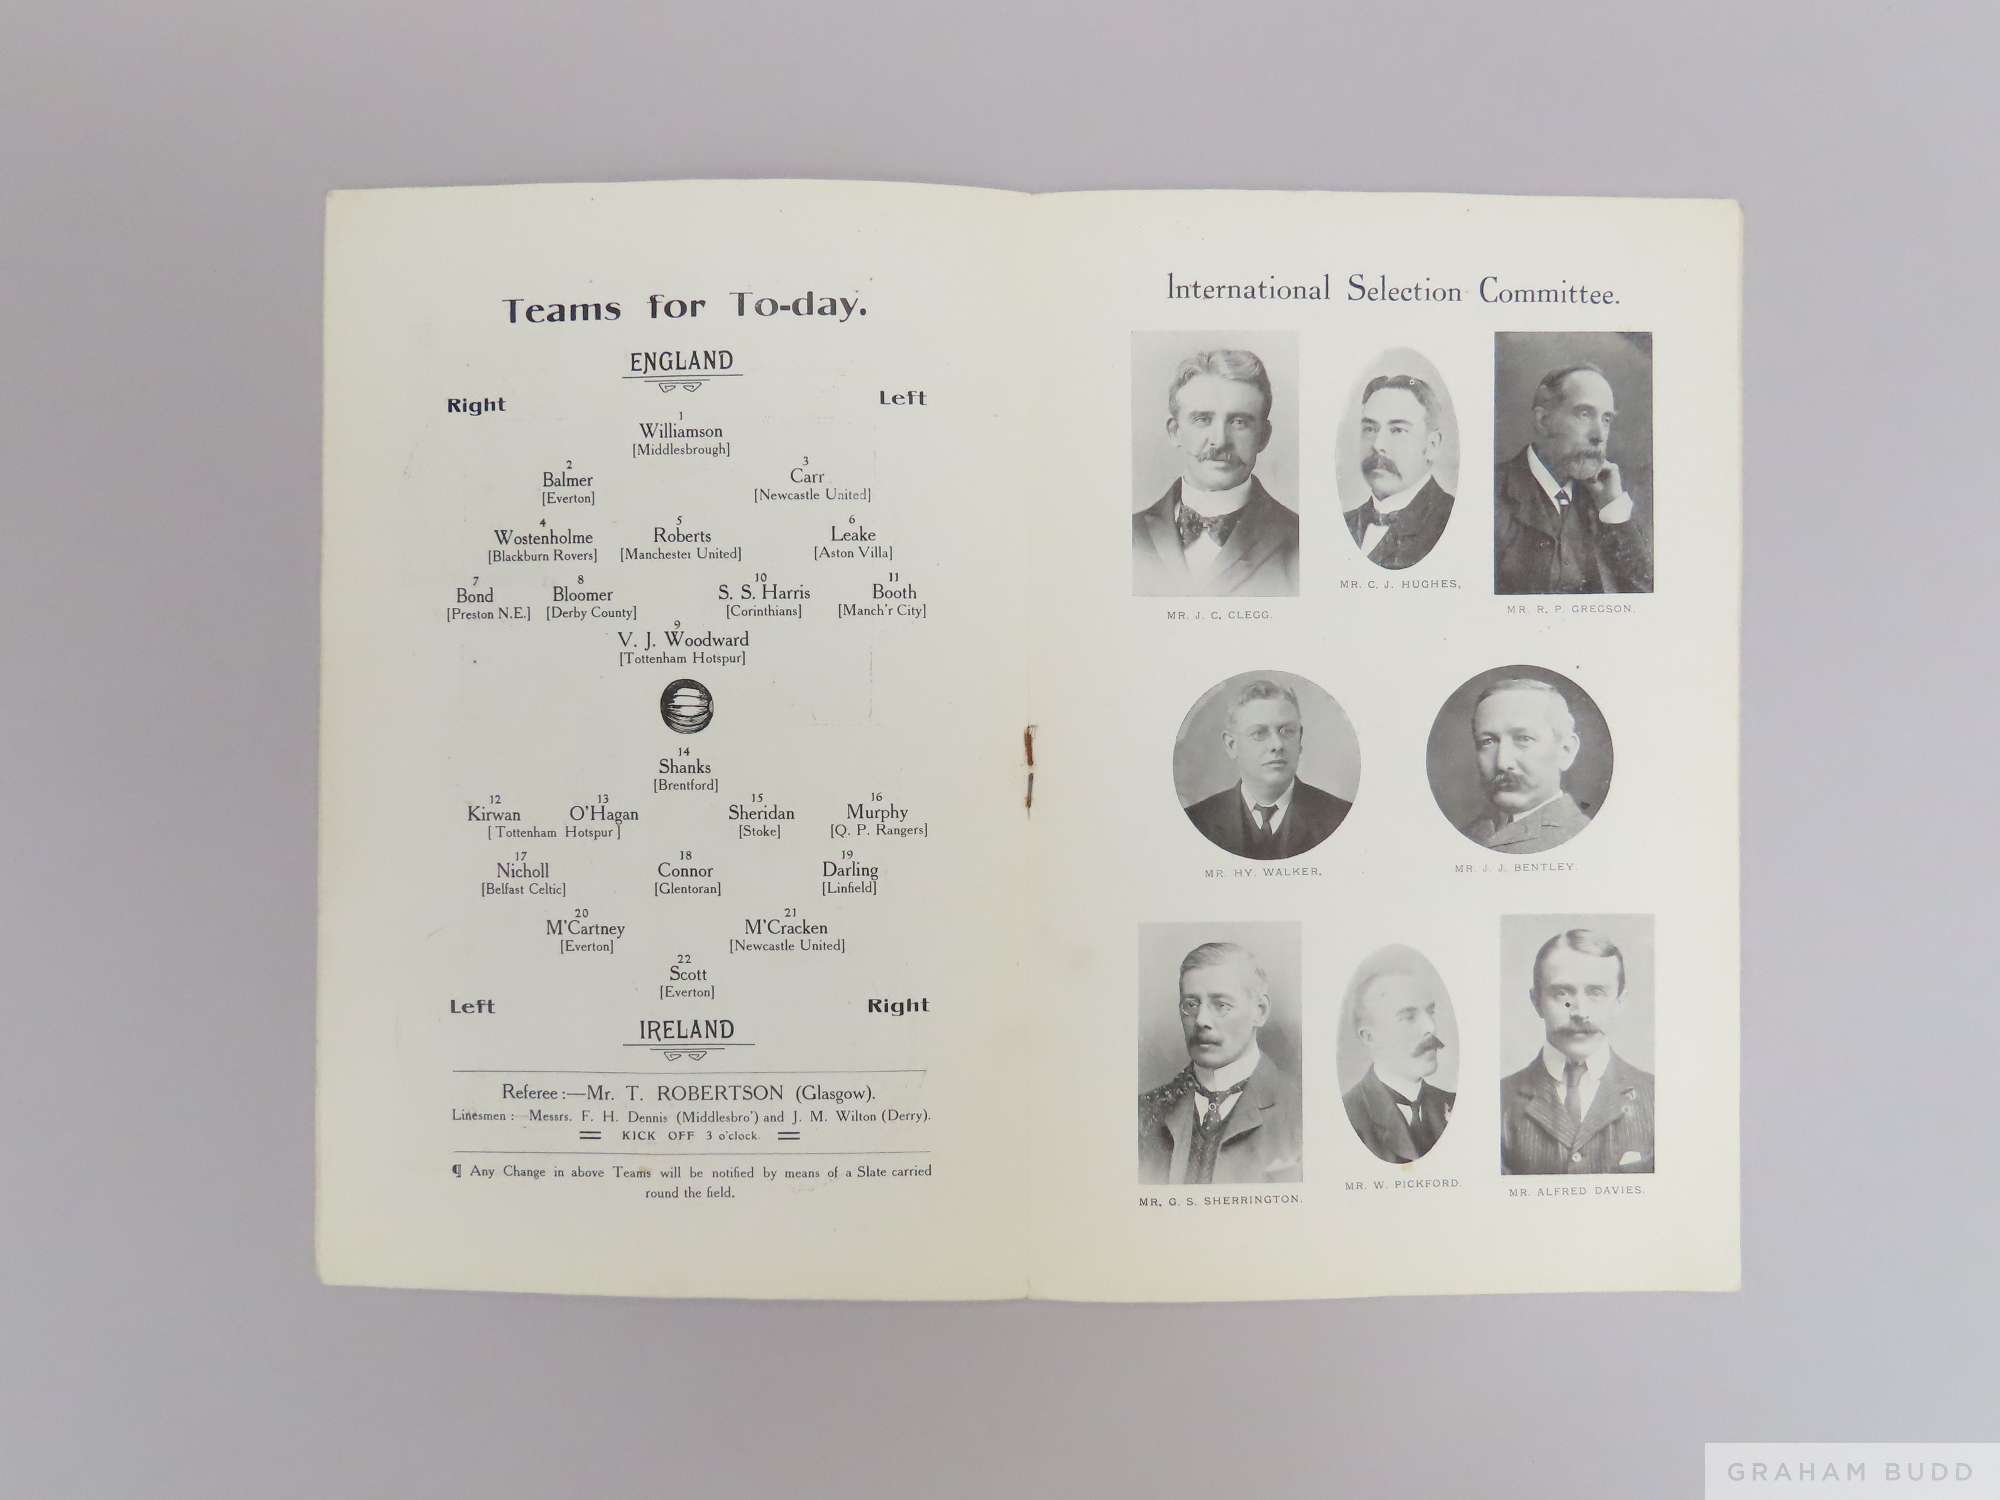 Teams for To-day.
ENGLAND
Right Left
1
Williamson
[Middlesbrough]
2 3
Balmer Carr
[Everton] [Newcastle United]
4 5 6
Wostenholme Roberts Leake
[Blackburn Rovers] [Manchester United] [Aston Villa]
7 8 10 11
Bond Bloomer S. S. Harris Booth
[Preston N.E.] [Derby County] [Corinthians] [Manch'r City]
9
V. J. Woodward
[Tottenham Hotspur]
14
Shanks
[Brentford]
12 13 15 16
Kirwan O'Hagan Sheridan Murphy
[Tottenham Hotspur] [Stoke] [Q. P. Rangers]
17 18 19
Nicholl Connor Darling
[Belfast Celtic] [Glentoran] [Linfield]
20 21
M'Cartney M'Cracken
[Everton] [Newcastle United]
22
Scott
[Everton]
Left Right
IRELAND
Referee:—Mr. T. ROBERTSON (Glasgow).
Linesmen:—Messrs. F. H. Dennis (Middlesbro') and J. M. Wilton (Derry).
KICK OFF 3 o'clock.
¶ Any Change in above Teams will be notified by means of a Slate carried
round the field.
International Selection Committee.
MR. J. C. CLEGG.
MR. C. J. HUGHES.
MR. R. P. GREGSON.
MR. HY. WALKER.
MR. J. J. BENTLEY.
MR. G. S. SHERRINGTON.
MR. W. PICKFORD.
MR. ALFRED DAVIES.
GRAHAM BUDD